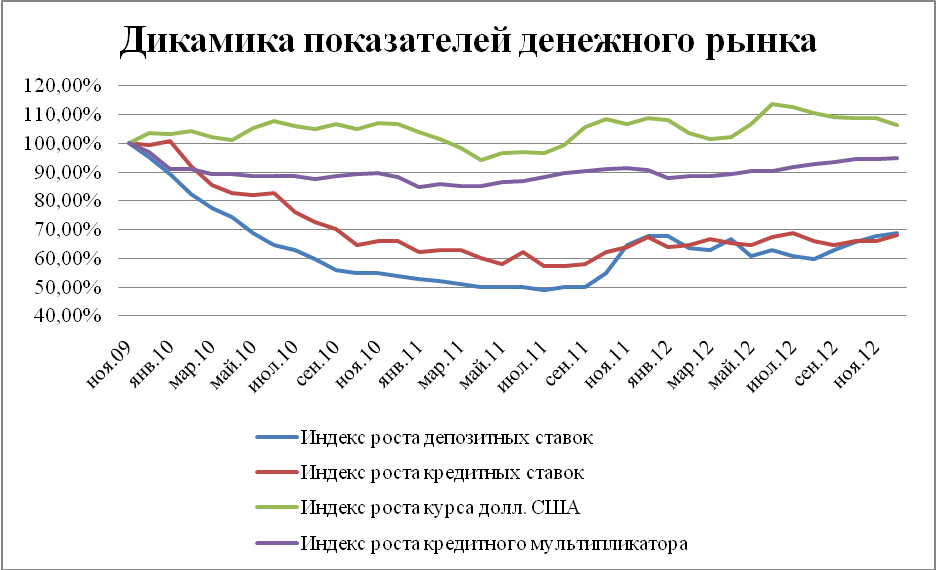 Дикамика показателей денежного рынка
120,00%
110,00%
100,00%
90,00%
80,00%
70,00%
60,00%
50,00%
40,00%
ноя.09
янв.10
мар.10
май.10
июл.10
сен.10
ноя.10
янв.11
мар.11
май.11
июл.11
сен.11
ноя.11
янв.12
мар.12
май.12
июл.12
сен.12
ноя.12
Индекс роста депозитных ставок
Индекс роста кредитных ставок
Индекс роста курса долл. США
Индекс роста кредитного мультипликатора